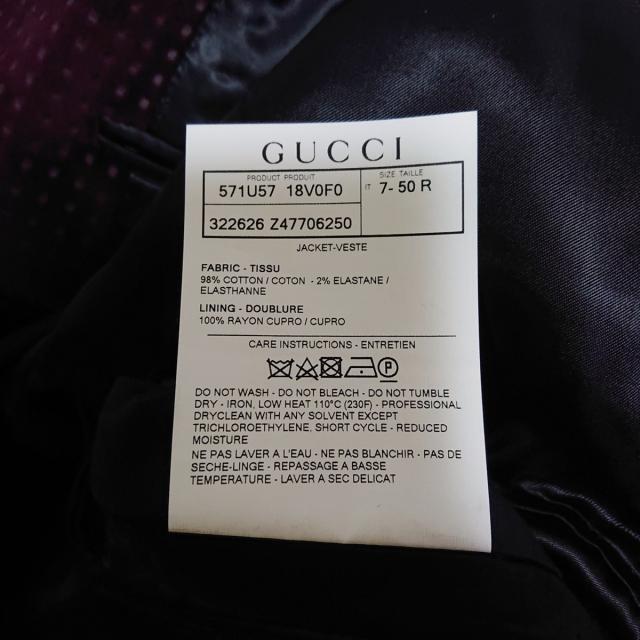 GUCCI
PRODUCT PRODUIT
SIZE TAILLE
571U57 18V0F0
IT 7- 50 R
322626 Z47706250
JACKET-VESTE
FABRIC - TISSU
98% COTTON / COTON - 2% ELASTANE /
ELASTHANNE
LINING - DOUBLURE
100% RAYON CUPRO / CUPRO
CARE INSTRUCTIONS - ENTRETIEN
P
DO NOT WASH - DO NOT BLEACH - DO NOT TUMBLE
DRY - IRON, LOW HEAT 110°C (230F) - PROFESSIONAL
DRYCLEAN WITH ANY SOLVENT EXCEPT
TRICHLOROETHYLENE, SHORT CYCLE - REDUCED
MOISTURE
NE PAS LAVER A L'EAU - NE PAS BLANCHIR - PAS DE
SECHE-LINGE - REPASSAGE A BASSE
TEMPERATURE - LAVER A SEC DELICAT